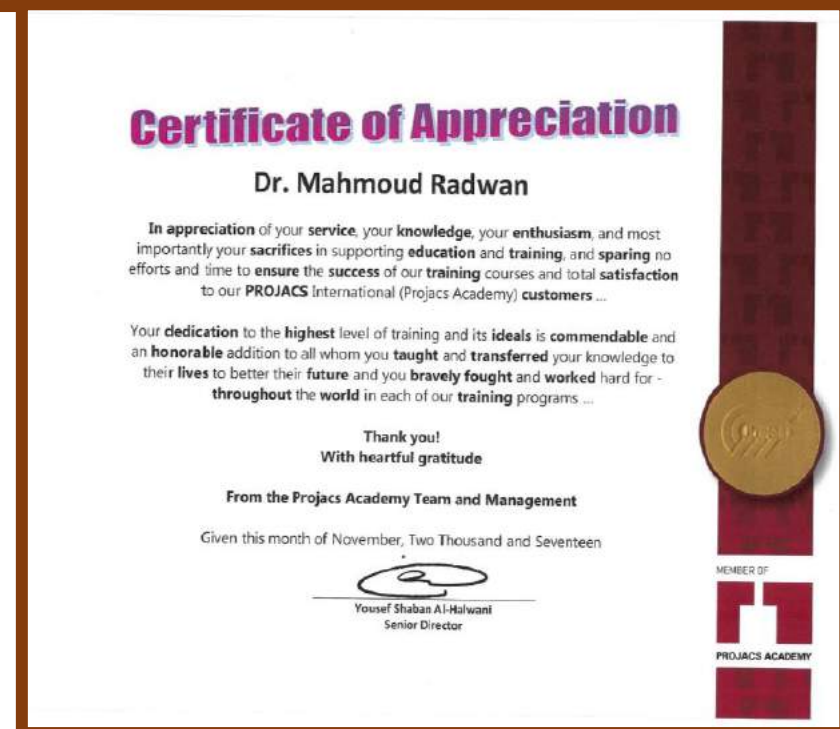 Certificate of Appreciation
Dr. Mahmoud Radwan
In appreciation of your service, your knowledge, your enthusiasm, and most
importantly your sacrifices in supporting education and training, and sparing no
efforts and time to ensure the success of our training courses and total satisfaction
to our PROJACS International (Projacs Academy) customers ...
Your dedication to the highest level of training and its ideals is commendable and
an honorable addition to all whom you taught and transferred your knowledge to
their lives to better their future and you bravely fought and worked hard for -
throughout the world in each of our training programs ...
Thank you!
With heartful gratitude
From the Projacs Academy Team and Management
Given this month of November, Two Thousand and Seventeen
Yousef Shaban Al-Halwani
Senior Director
MEMBER OF
PROJACS ACADEMY